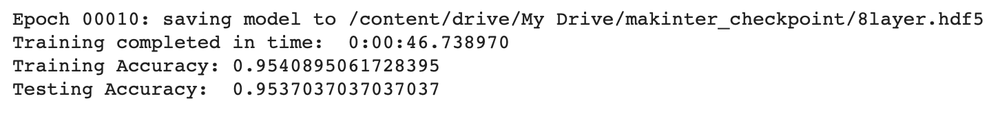 Epoch 00010: saving model to /content/drive/My Drive/makinter_checkpoint/8layer.hdf5
Training completed in time:  0:00:46.738970
Training Accuracy: 0.9540895061728395
Testing Accuracy:  0.9537037037037037